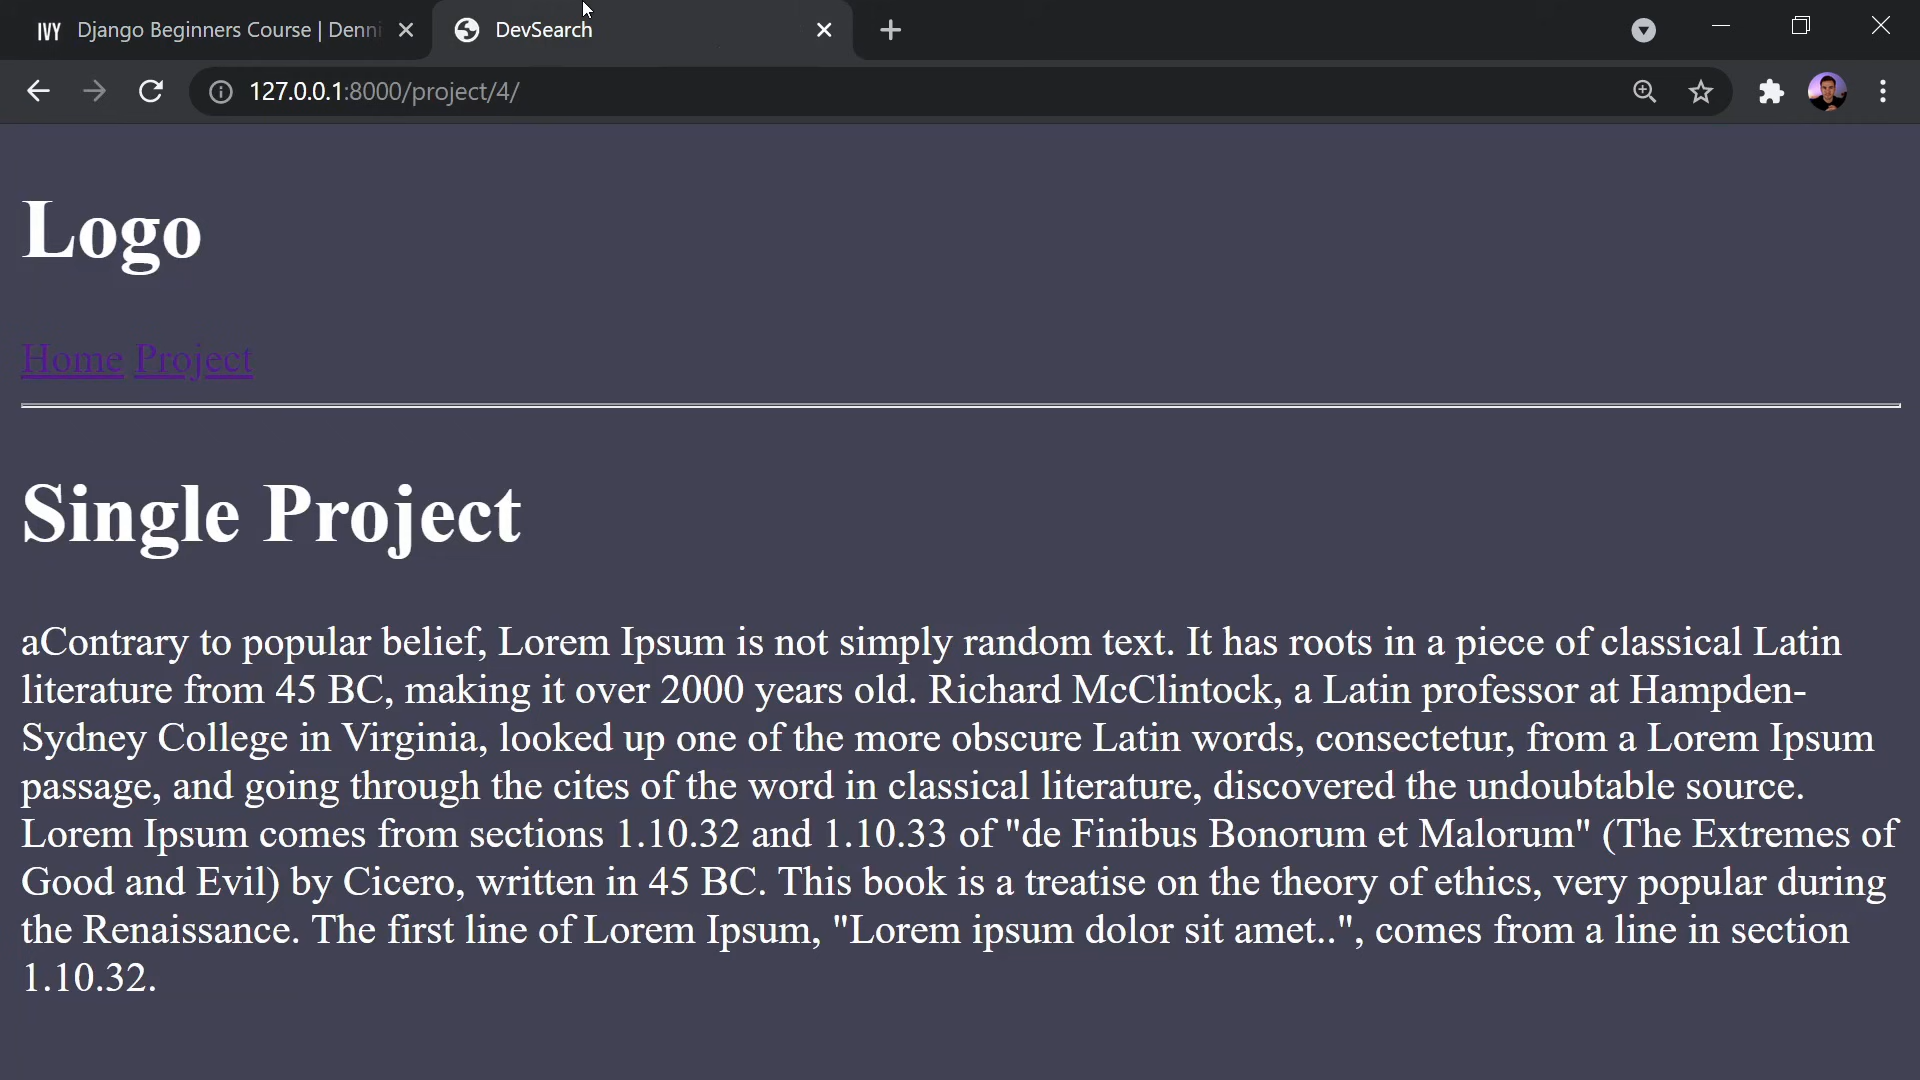 IVY Django Beginners Course | Denni
DevSearch
127.0.0.1:8000/project/4/
Logo
Home Project
Single Project
aContrary to popular belief, Lorem Ipsum is not simply random text. It has roots in a piece of classical Latin
literature from 45 BC, making it over 2000 years old. Richard McClintock, a Latin professor at Hampden-
Sydney College in Virginia, looked up one of the more obscure Latin words, consectetur, from a Lorem Ipsum
passage, and going through the cites of the word in classical literature, discovered the undoubtable source.
Lorem Ipsum comes from sections 1.10.32 and 1.10.33 of "de Finibus Bonorum et Malorum" (The Extremes of
Good and Evil) by Cicero, written in 45 BC. This book is a treatise on the theory of ethics, very popular during
the Renaissance. The first line of Lorem Ipsum, "Lorem ipsum dolor sit amet..", comes from a line in section
1.10.32.